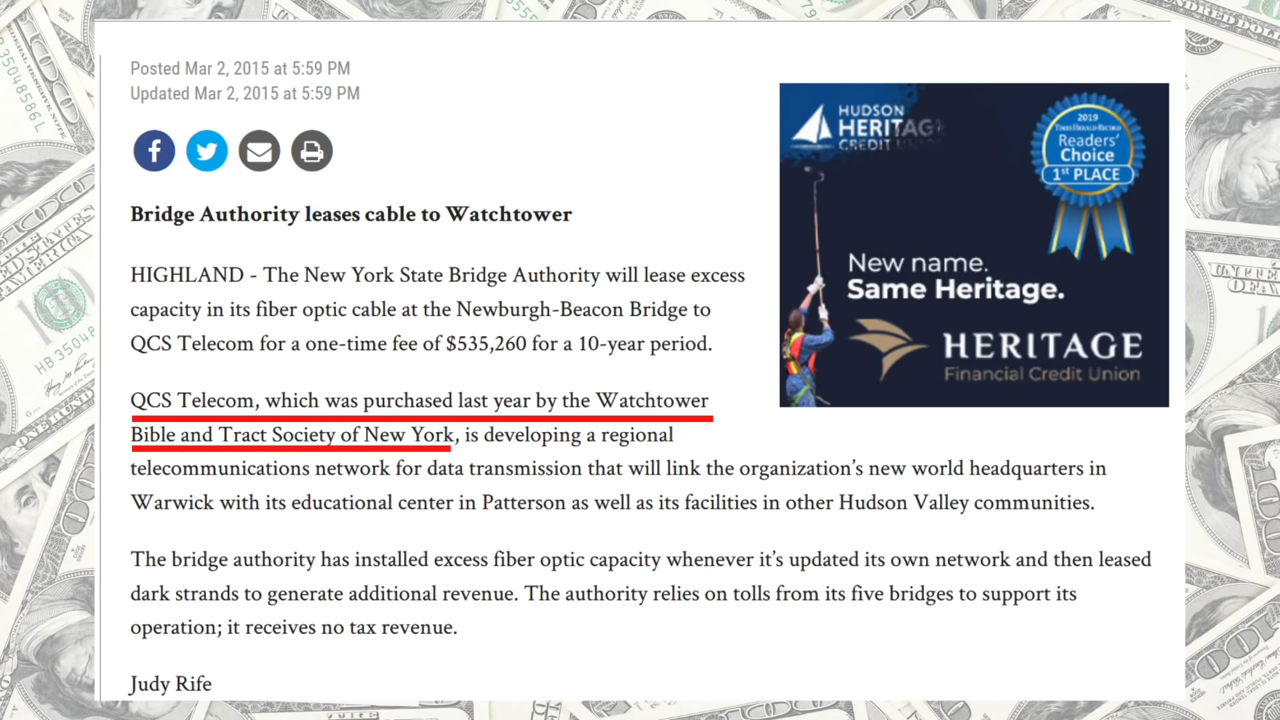 Posted Mar 2, 2015 at 5:59 PM
Updated Mar 2, 2015 at 5:59 PM
Bridge Authority leases cable to Watchtower
HIGHLAND - The New York State Bridge Authority will lease excess
capacity in its fiber optic cable at the Newburgh-Beacon Bridge to
QCS Telecom for a one-time fee of $535,260 for a 10-year period.
QCS Telecom, which was purchased last year by the Watchtower
Bible and Tract Society of New York, is developing a regional
telecommunications network for data transmission that will link the organization’s new world headquarters in
Warwick with its educational center in Patterson as well as its facilities in other Hudson Valley communities.
The bridge authority has installed excess fiber optic capacity whenever it’s updated its own network and then leased
dark strands to generate additional revenue. The authority relies on tolls from its five bridges to support its
operation; it receives no tax revenue.
Judy Rife
HUDSON
HERITAG
CREDIT
2019
Times Herald-Record
Readers’
Choice
1st PLACE
New name.
Same Heritage.
HERITAGE
Financial Credit Union